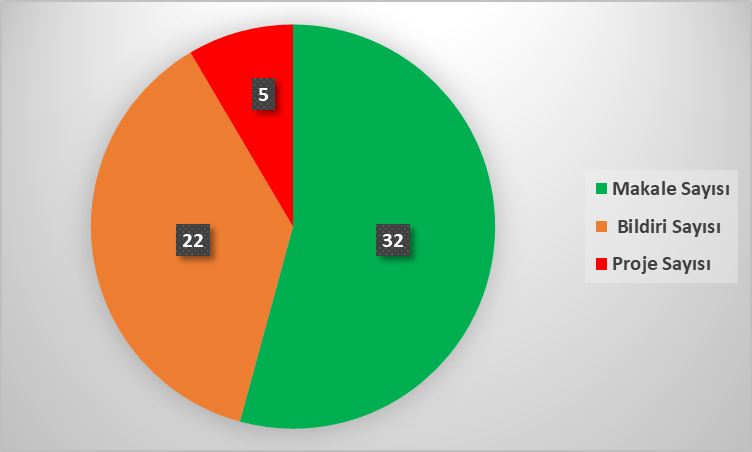 5
22
32
Makale Sayısı
Bildiri Sayısı
Proje Sayısı